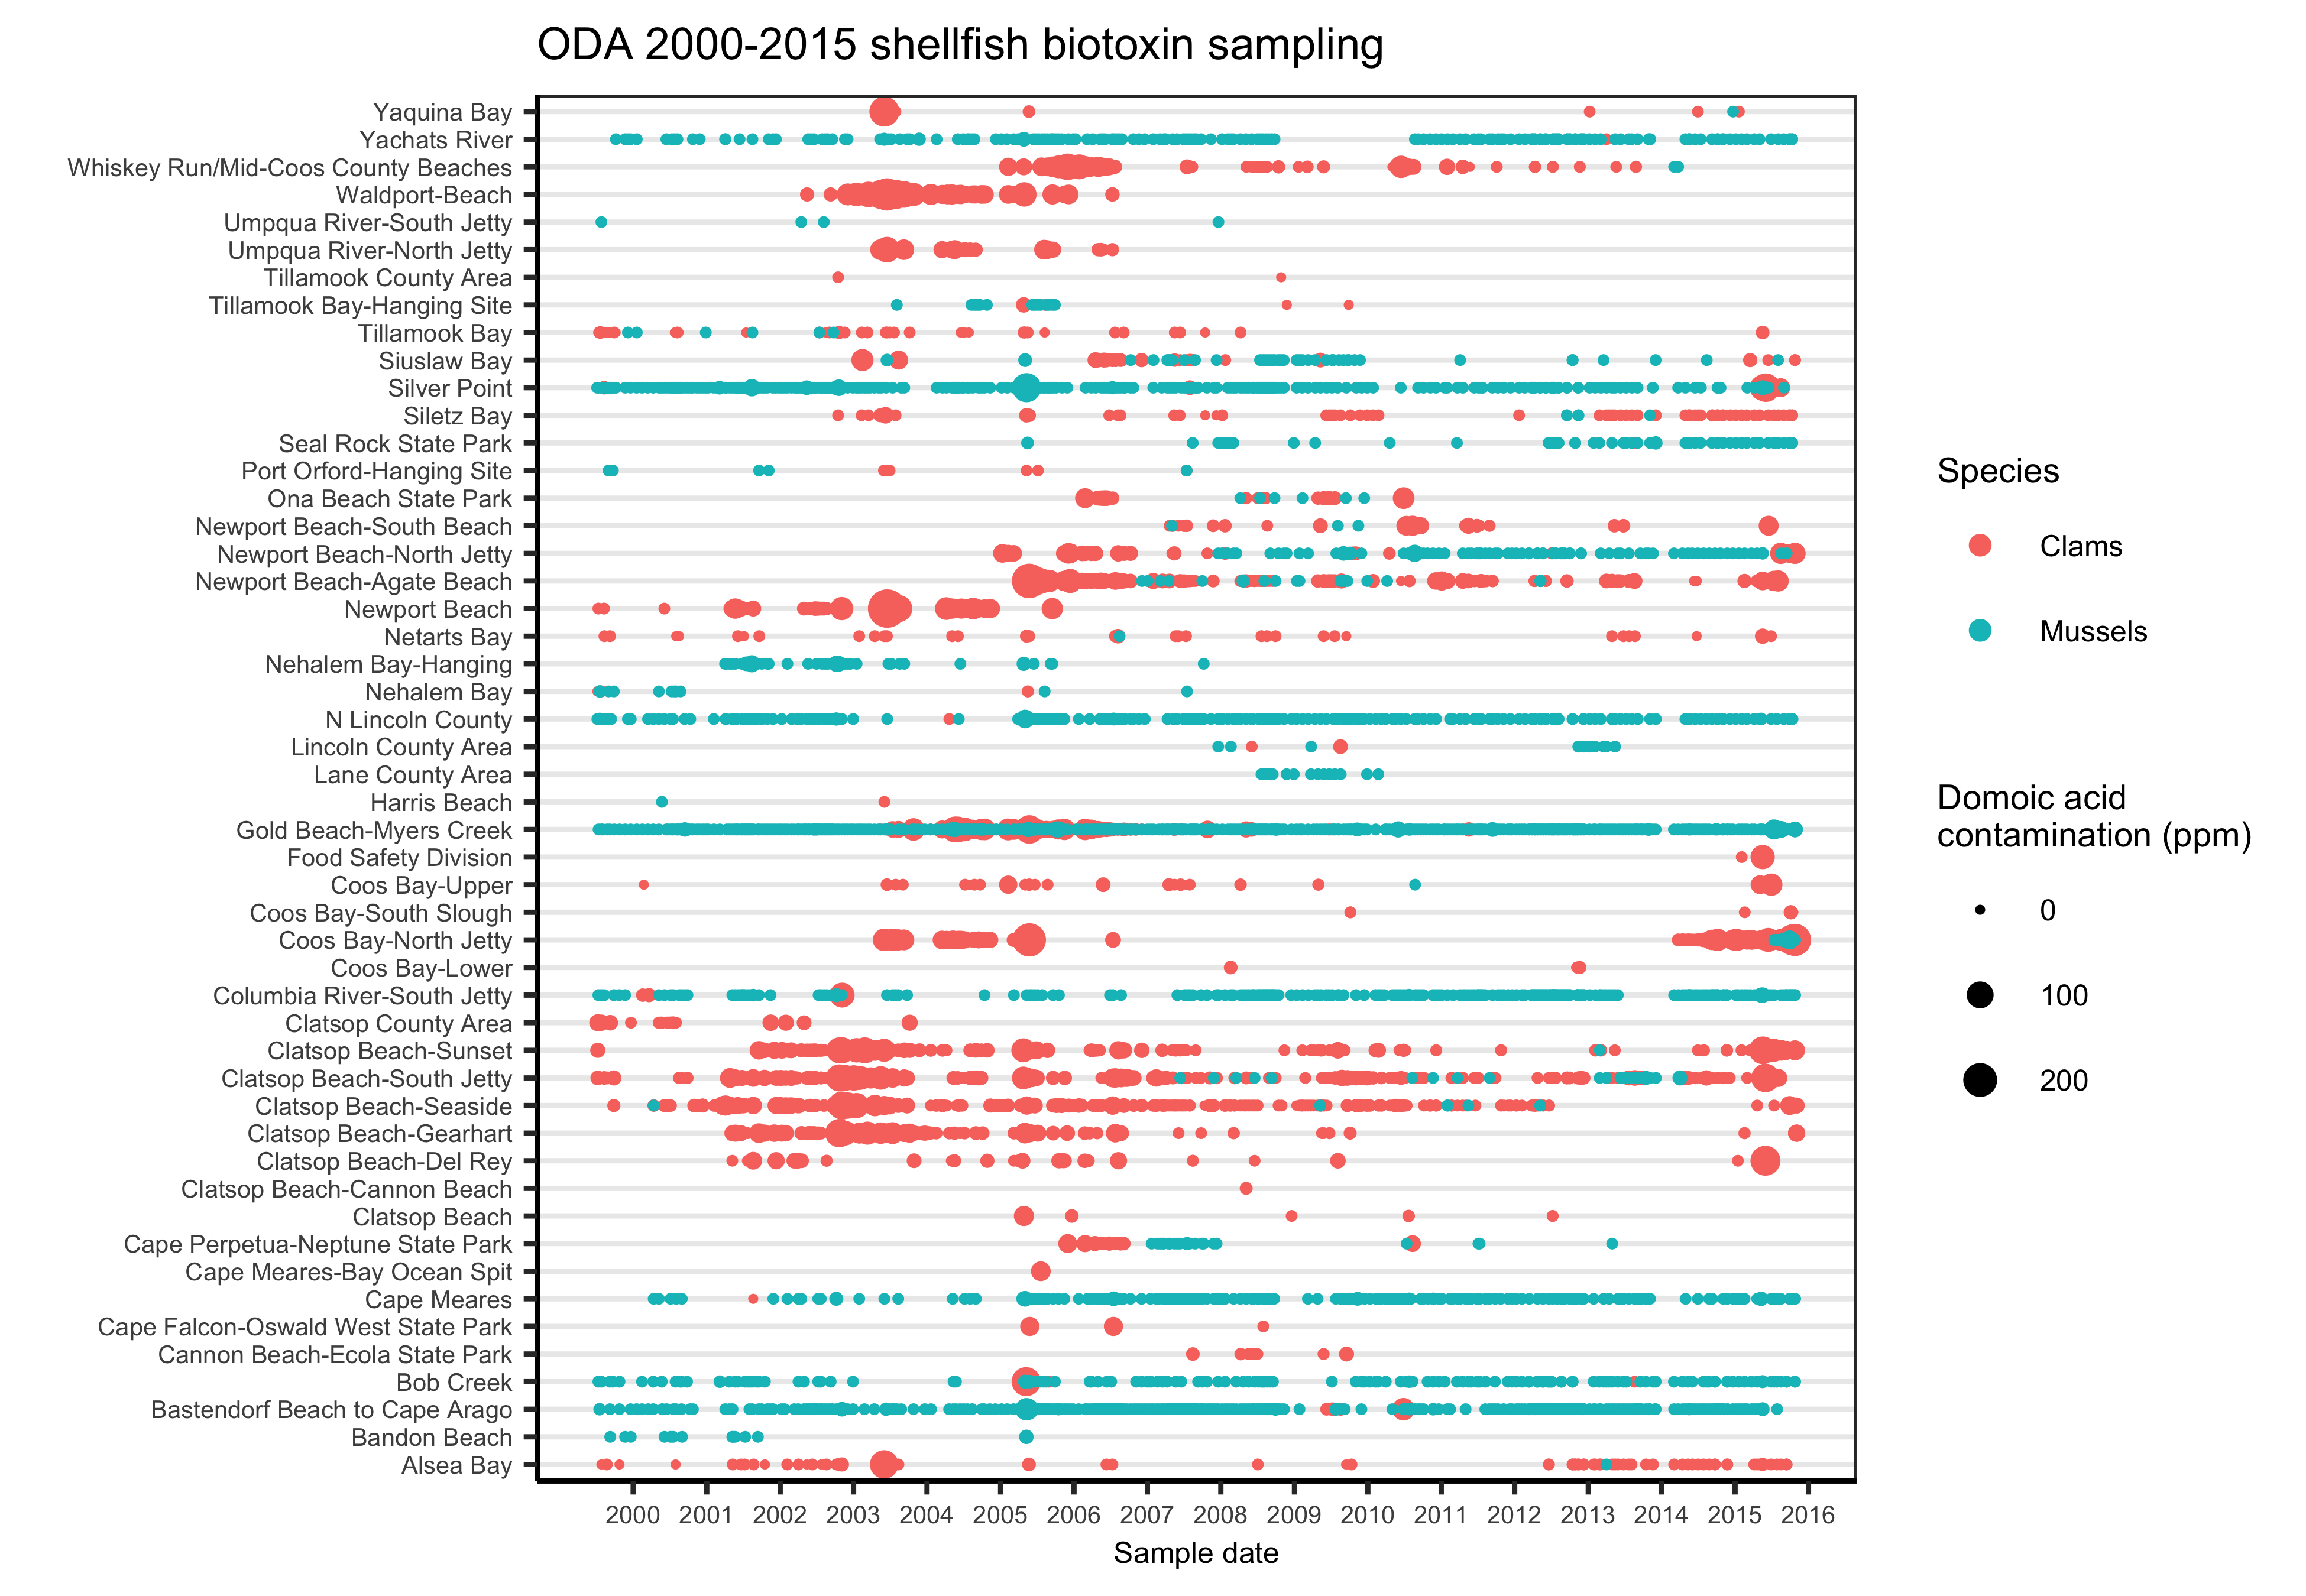 ODA 2000-2015 shellfish biotoxin sampling
Yaquina Bay
Yachats River
Whiskey Run/Mid-Coos County Beaches
Waldport-Beach
Umpqua River-South Jetty
Umpqua River-North Jetty
Tillamook County Area
Tillamook Bay-Hanging Site
Tillamook Bay
Siuslaw Bay
Silver Point
Siletz Bay
Seal Rock State Park
Port Orford-Hanging Site
Ona Beach State Park
Newport Beach-South Beach
Newport Beach-North Jetty
Newport Beach-Agate Beach
Newport Beach
Netarts Bay
Nehalem Bay-Hanging
Nehalem Bay
N Lincoln County
Lincoln County Area
Lane County Area
Harris Beach
Gold Beach-Myers Creek
Food Safety Division
Coos Bay-Upper
Coos Bay-South Slough
Coos Bay-North Jetty
Coos Bay-Lower
Columbia River-South Jetty
Clatsop County Area
Clatsop Beach-Sunset
Clatsop Beach-South Jetty
Clatsop Beach-Seaside
Clatsop Beach-Gearhart
Clatsop Beach-Del Rey
Clatsop Beach-Cannon Beach
Clatsop Beach
Cape Perpetua-Neptune State Park
Cape Meares-Bay Ocean Spit
Cape Meares
Cape Falcon-Oswald West State Park
Cannon Beach-Ecola State Park
Bob Creek
Bastendorf Beach to Cape Arago
Bandon Beach
Alsea Bay
2000 2001 2002 2003 2004 2005 2006 2007 2008 2009 2010 2011 2012 2013 2014 2015 2016
Sample date
Species
Clams
Mussels
Domoic acid
contamination (ppm)
0
100
200